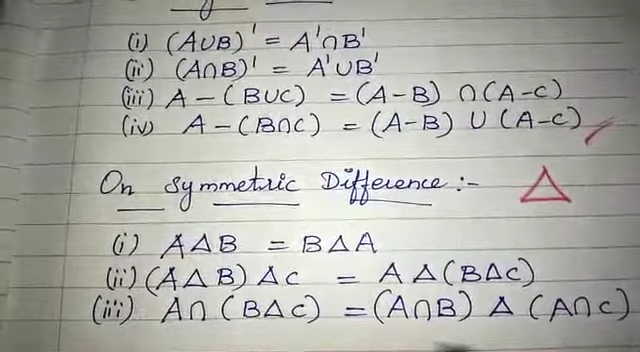 (i) (A∪B)' = A'∩B'
(ii) (A∩B)' = A'∪B'
(iii) A-(B∪C) = (A-B) ∩ (A-C)
(iv) A-(B∩C) = (A-B) ∪ (A-C)
On Symmetric Difference :- △
(i) A△B = B△A
(ii) (A△B)△C = A△(B△C)
(iii) A∩(B△C) = (A∩B) △ (A∩C)